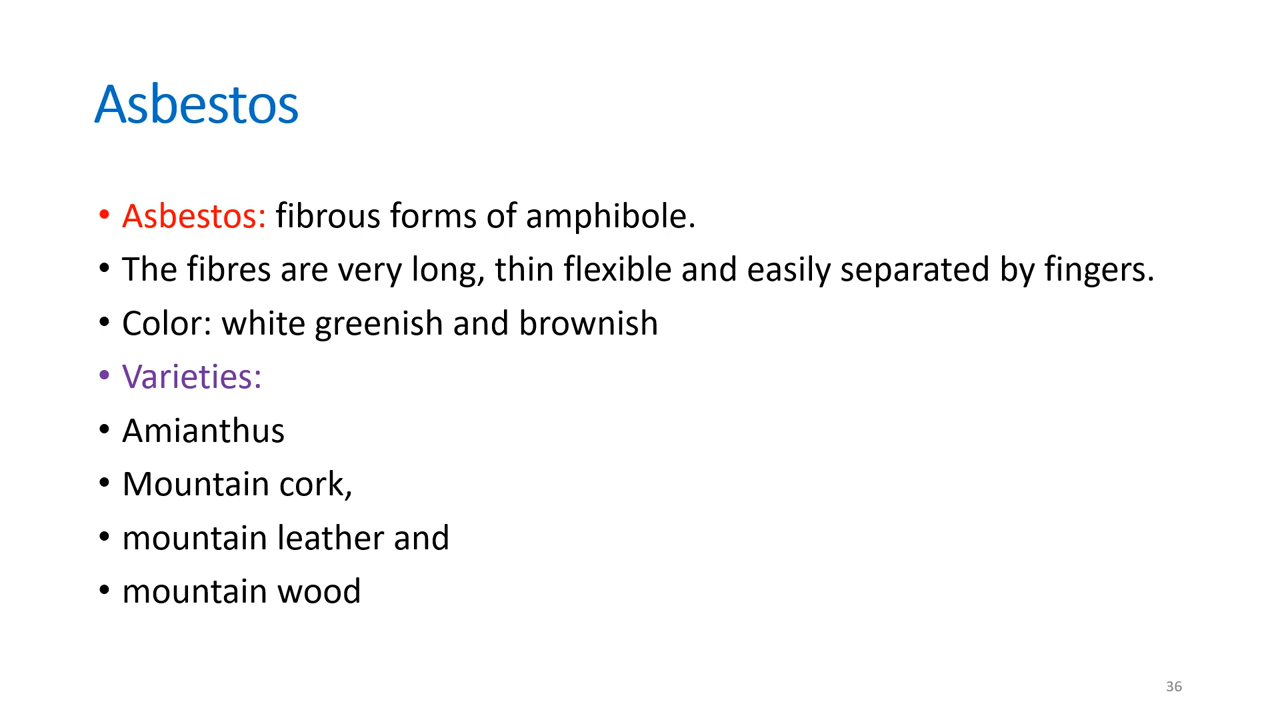 Asbestos
• Asbestos: fibrous forms of amphibole.
• The fibres are very long, thin flexible and easily separated by fingers.
• Color: white greenish and brownish
• Varieties:
• Amianthus
• Mountain cork,
• mountain leather and
• mountain wood
36